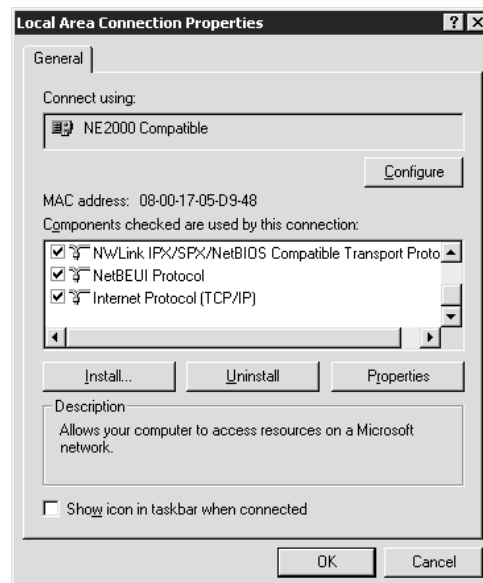 Local Area Connection Properties
General
Connect using:
NE2000 Compatible
Configure
MAC address: 08-00-17-05-D9-48
Components checked are used by this connection:
NWLink IPX/SPX/NetBIOS Compatible Transport Proto
NetBEUI Protocol
Internet Protocol (TCP/IP)
Install... Uninstall Properties
Description
Allows your computer to access resources on a Microsoft
network.
Show icon in taskbar when connected
OK Cancel